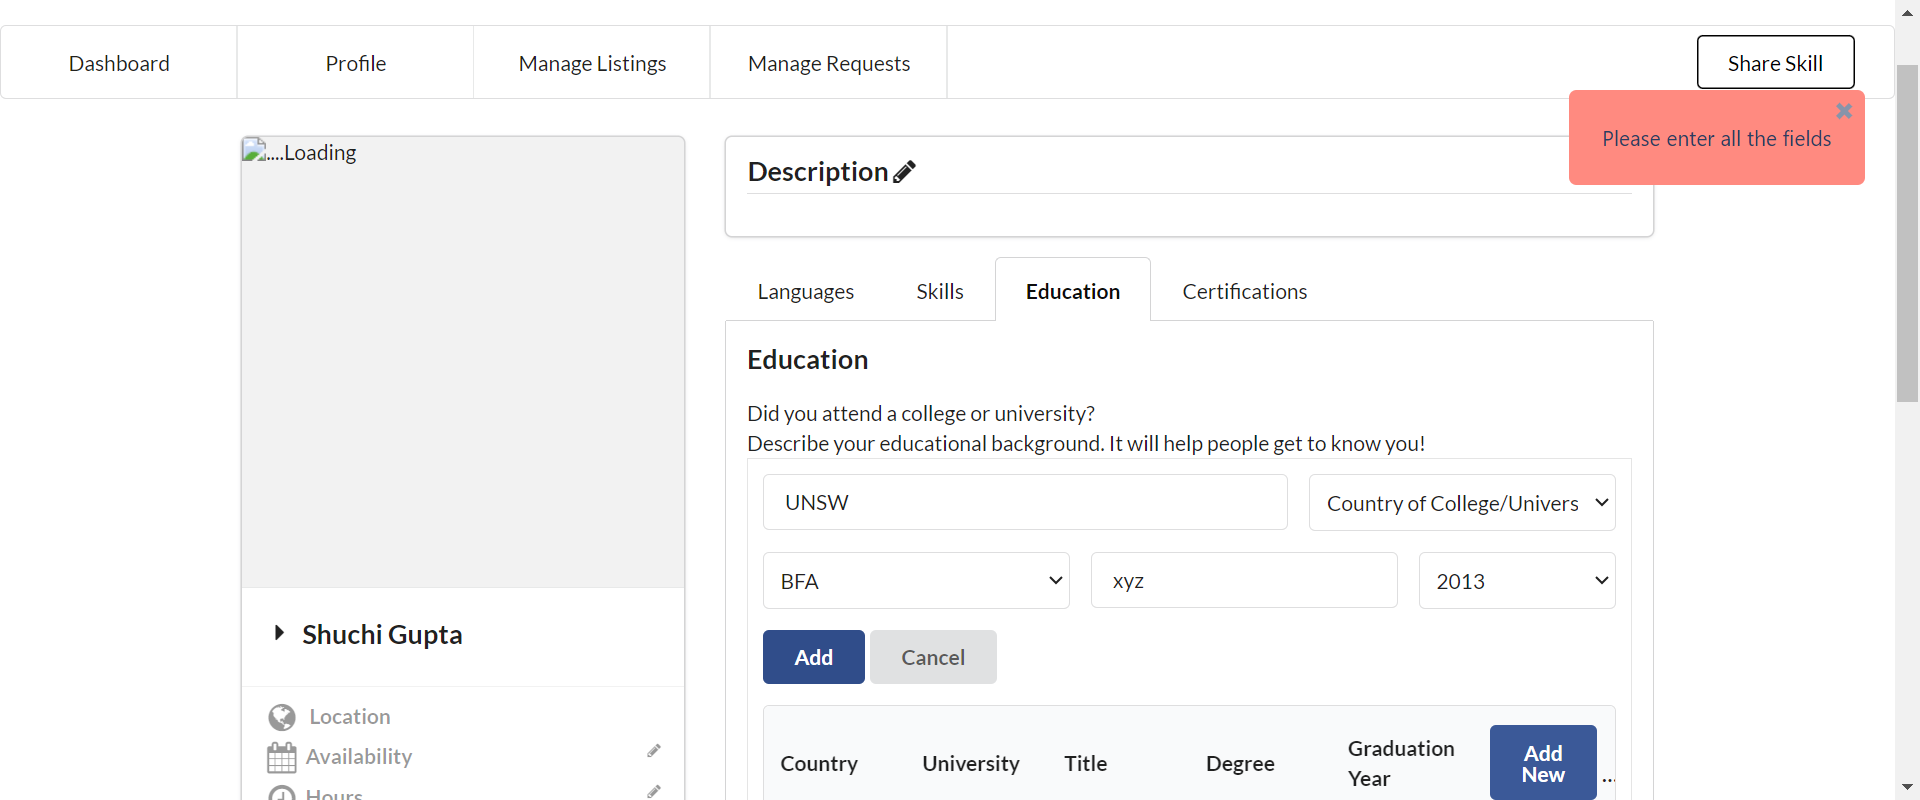 Dashboard
Profile
Manage Listings
Manage Requests
Share Skill
Please enter all the fields
....Loading
Description
Languages
Skills
Education
Certifications
Education
Did you attend a college or university?
Describe your educational background. It will help people get to know you!
UNSW
Country of College/Univers
BFA
xyz
2013
Add
Cancel
Shuchi Gupta
Location
Availability
Hours
Country
University
Title
Degree
Graduation
Year
Add
New
...